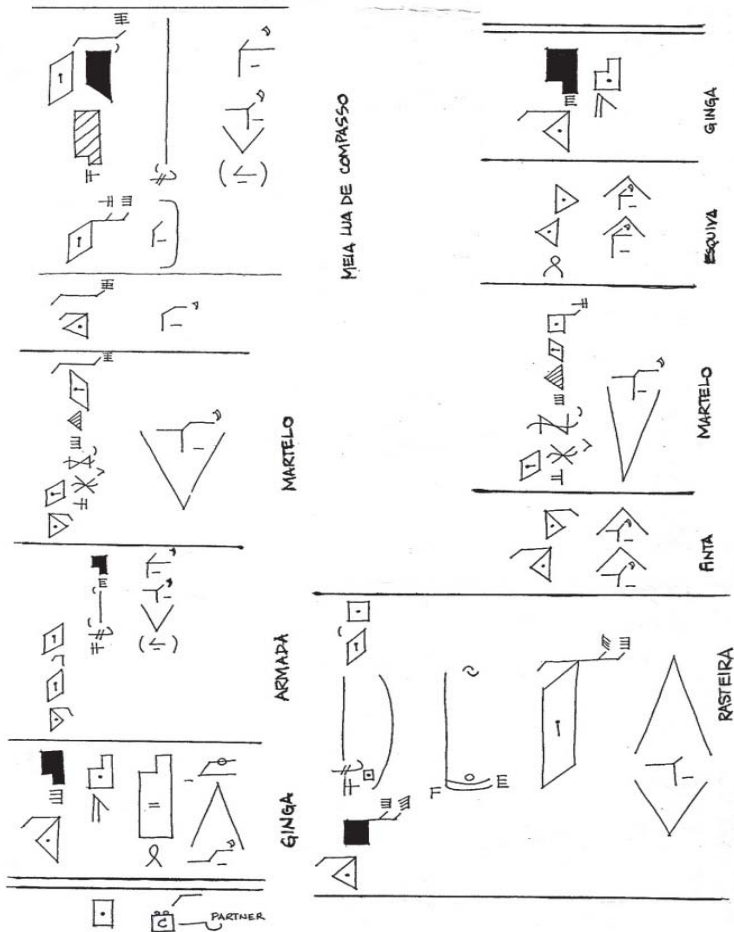 MEIA LUA DE COMPASSO
MARTELO
ARMADA
GINGA
C PARTNER
GINGA
ESQUIVA
MARTELO
FINTA
RASTEIRA